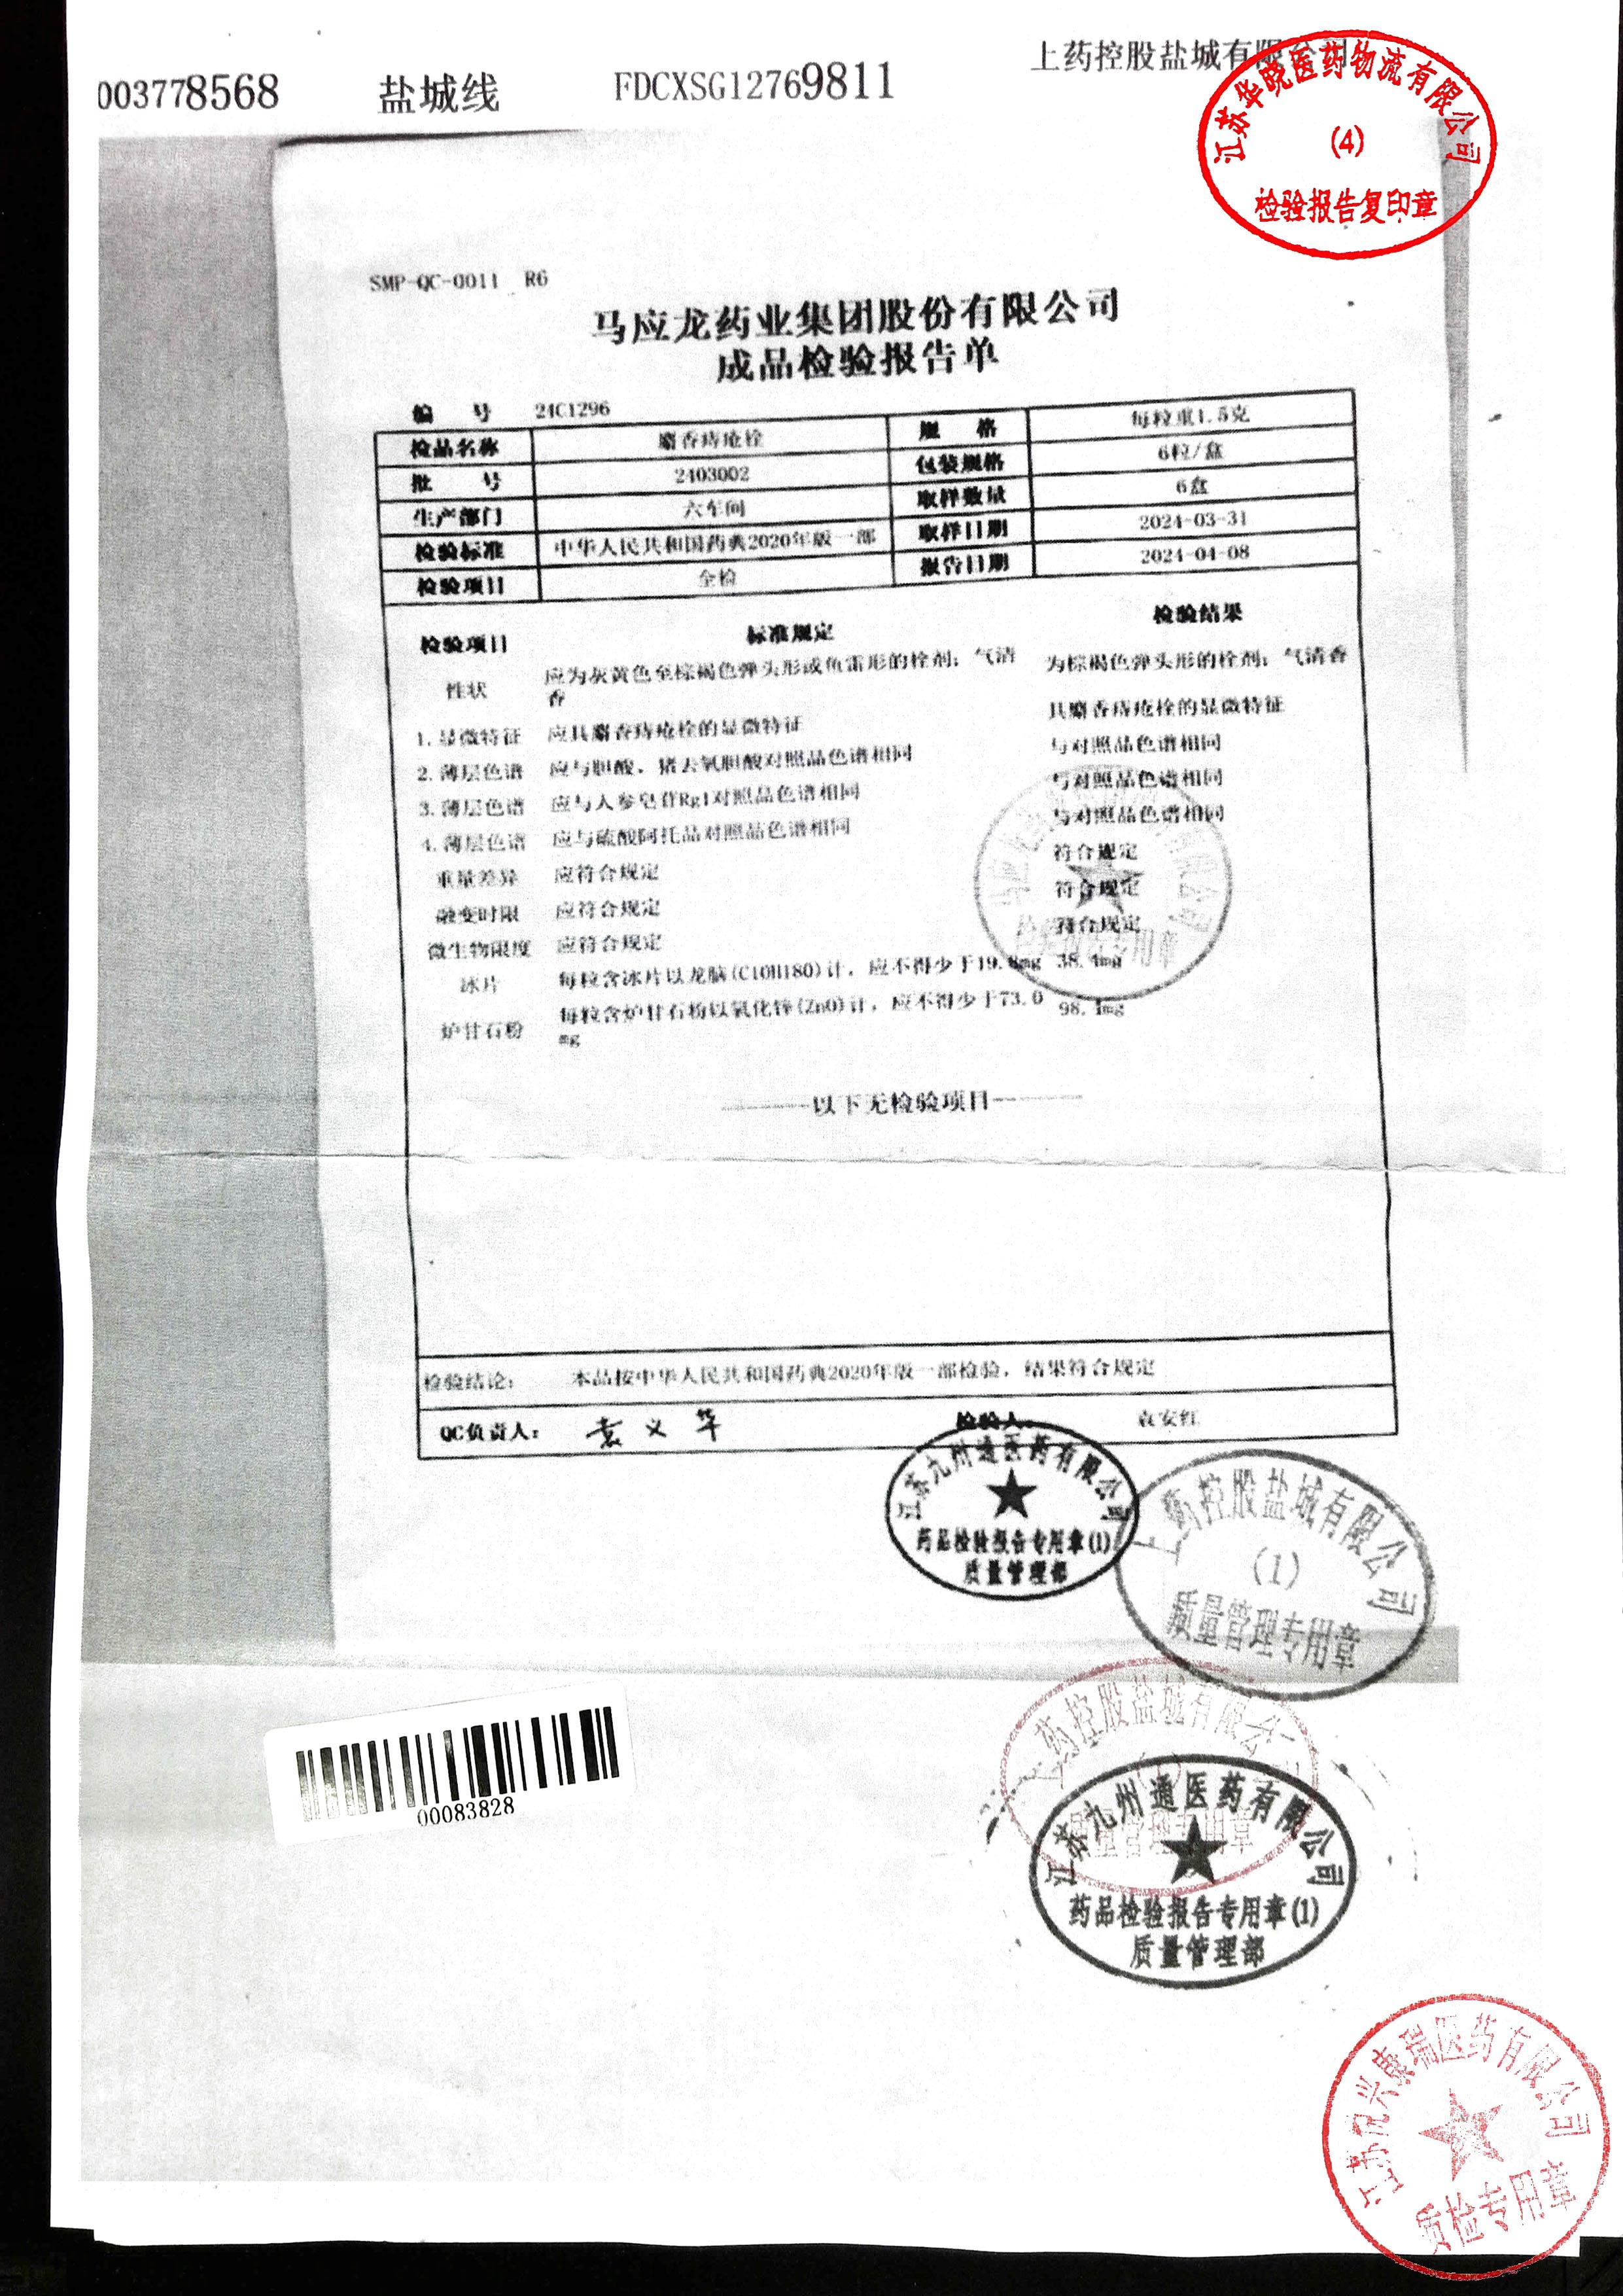 003778568 盐城线 FDCXSG12769811 上药控股盐城有限公司
江苏华晓医药物流有限公司
(4)
检验报告复印章
SMP-QC-0011 R6
马应龙药业集团股份有限公司
成品检验报告单
编 号 24C1296
检品名称 麝香痔疮栓 规 格 每粒重1.5克
批 号 2403002 包装规格 6粒/盒
生产部门 六车间 取样数量 6盒
检验标准 中华人民共和国药典2020年版一部 取样日期 2024-03-31
检验项目 全检 报告日期 2024-04-08
检验项目 标准规定 检验结果
性状 应为灰黄色至棕褐色弹头形或鱼雷形的栓剂；气清香 为棕褐色弹头形的栓剂；气清香
1.显微特征 应具麝香痔疮栓的显微特征 具麝香痔疮栓的显微特征
2.薄层色谱 应与胆酸、猪去氧胆酸对照品色谱相同 与对照品色谱相同
3.薄层色谱 应与人参皂苷Rg1对照品色谱相同 与对照品色谱相同
4.薄层色谱 应与硫酸阿托品对照品色谱相同 与对照品色谱相同
重量差异 应符合规定 符合规定
融变时限 应符合规定 符合规定
微生物限度 应符合规定 符合规定
冰片 每粒含冰片以龙脑(C10H18O)计，应不得少于19.0mg 38.4mg
炉甘石粉 每粒含炉甘石粉以氧化锌(ZnO)计，应不得少于73.0mg 98.1mg
以下无检验项目
检验结论： 本品按中华人民共和国药典2020年版一部检验，结果符合规定
QC负责人： 袁义华 检验人： 袁安红
江苏九州通医药有限公司
药品检验报告专用章(1)
质量管理部
上药控股盐城有限公司
(1)
质量管理专用章
00083828
上药控股盐城有限公司
江苏九州通医药有限公司
药品检验报告专用章(1)
质量管理部
医药有限公司
质检专用章